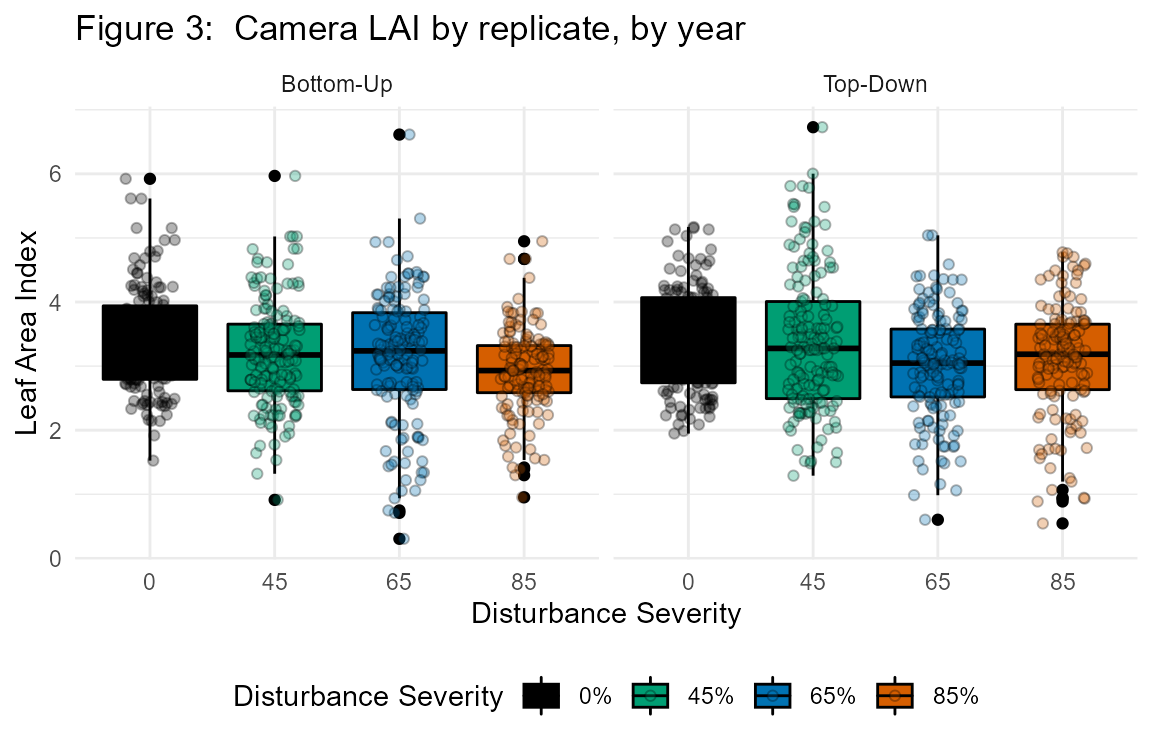 Figure 3:  Camera LAI by replicate, by year
Bottom-Up
Top-Down
Leaf Area Index
6
4
2
0
0 45 65 85
0 45 65 85
Disturbance Severity
Disturbance Severity 0% 45% 65% 85%